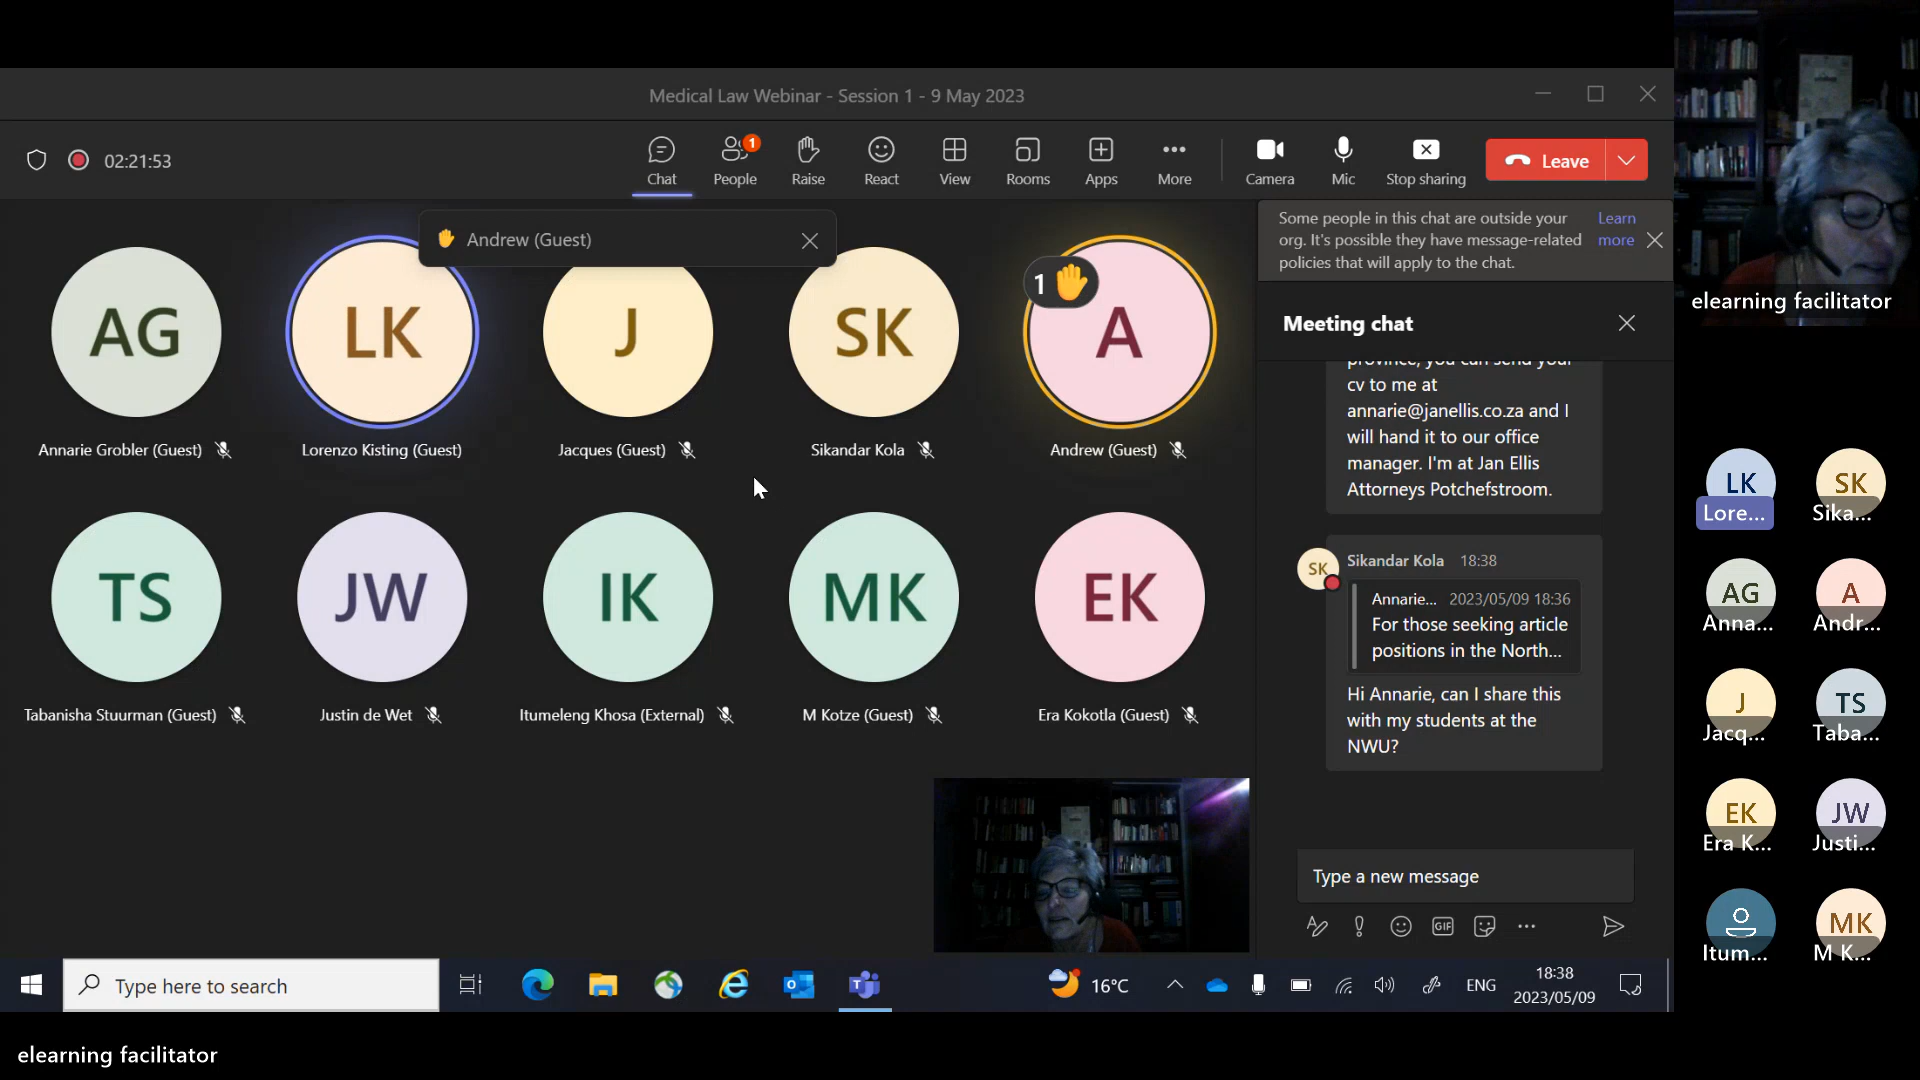 Medical Law Webinar - Session 1 - 9 May 2023
02:21:53
Chat
People
1
Raise
React
View
Rooms
Apps
More
Camera
Mic
Stop sharing
Leave
Andrew (Guest)
AG
LK
J
SK
1
A
Annarie Grobler (Guest)
Lorenzo Kisting (Guest)
Jacques (Guest)
Sikandar Kola
Andrew (Guest)
TS
JW
IK
MK
EK
Tabanisha Stuurman (Guest)
Justin de Wet
Itumeleng Khosa (External)
M Kotze (Guest)
Era Kokotla (Guest)
Some people in this chat are outside your
org. It's possible they have message-related
policies that will apply to the chat.
Learn
more
Meeting chat
province, you can send your
cv to me at
annarie@janellis.co.za and I
will hand it to our office
manager. I'm at Jan Ellis
Attorneys Potchefstroom.
SK
Sikandar Kola 18:38
Annarie... 2023/05/09 18:36
For those seeking article
positions in the North...
Hi Annarie, can I share this
with my students at the
NWU?
Type a new message
GIF
elearning facilitator
LK
Lore...
SK
Sika...
AG
Anna...
A
Andr...
J
Jacq...
TS
Taba...
EK
Era K...
JW
Justi...
Itum...
MK
M K...
Type here to search
16°C
ENG
18:38
2023/05/09
elearning facilitator